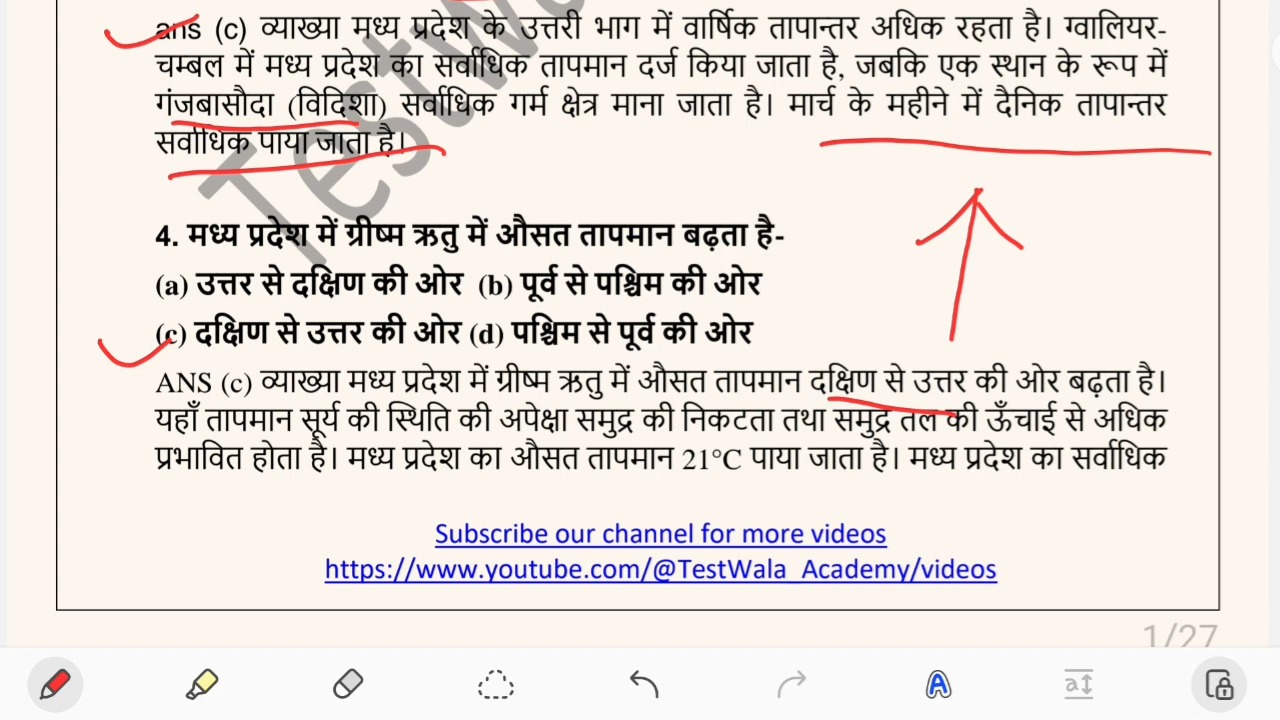 ans (c) व्याख्या मध्य प्रदेश के उत्तरी भाग में वार्षिक तापान्तर अधिक रहता है। ग्वालियर-
चम्बल में मध्य प्रदेश का सर्वाधिक तापमान दर्ज किया जाता है, जबकि एक स्थान के रूप में
गंजबासौदा (विदिशा) सर्वाधिक गर्म क्षेत्र माना जाता है। मार्च के महीने में दैनिक तापान्तर
सर्वाधिक पाया जाता है।
4. मध्य प्रदेश में ग्रीष्म ऋतु में औसत तापमान बढ़ता है-
(a) उत्तर से दक्षिण की ओर (b) पूर्व से पश्चिम की ओर
(c) दक्षिण से उत्तर की ओर (d) पश्चिम से पूर्व की ओर
ANS (c) व्याख्या मध्य प्रदेश में ग्रीष्म ऋतु में औसत तापमान दक्षिण से उत्तर की ओर बढ़ता है।
यहाँ तापमान सूर्य की स्थिति की अपेक्षा समुद्र की निकटता तथा समुद्र तल की ऊँचाई से अधिक
प्रभावित होता है। मध्य प्रदेश का औसत तापमान 21°C पाया जाता है। मध्य प्रदेश का सर्वाधिक
Subscribe our channel for more videos
https://www.youtube.com/@TestWala_Academy/videos
1/27